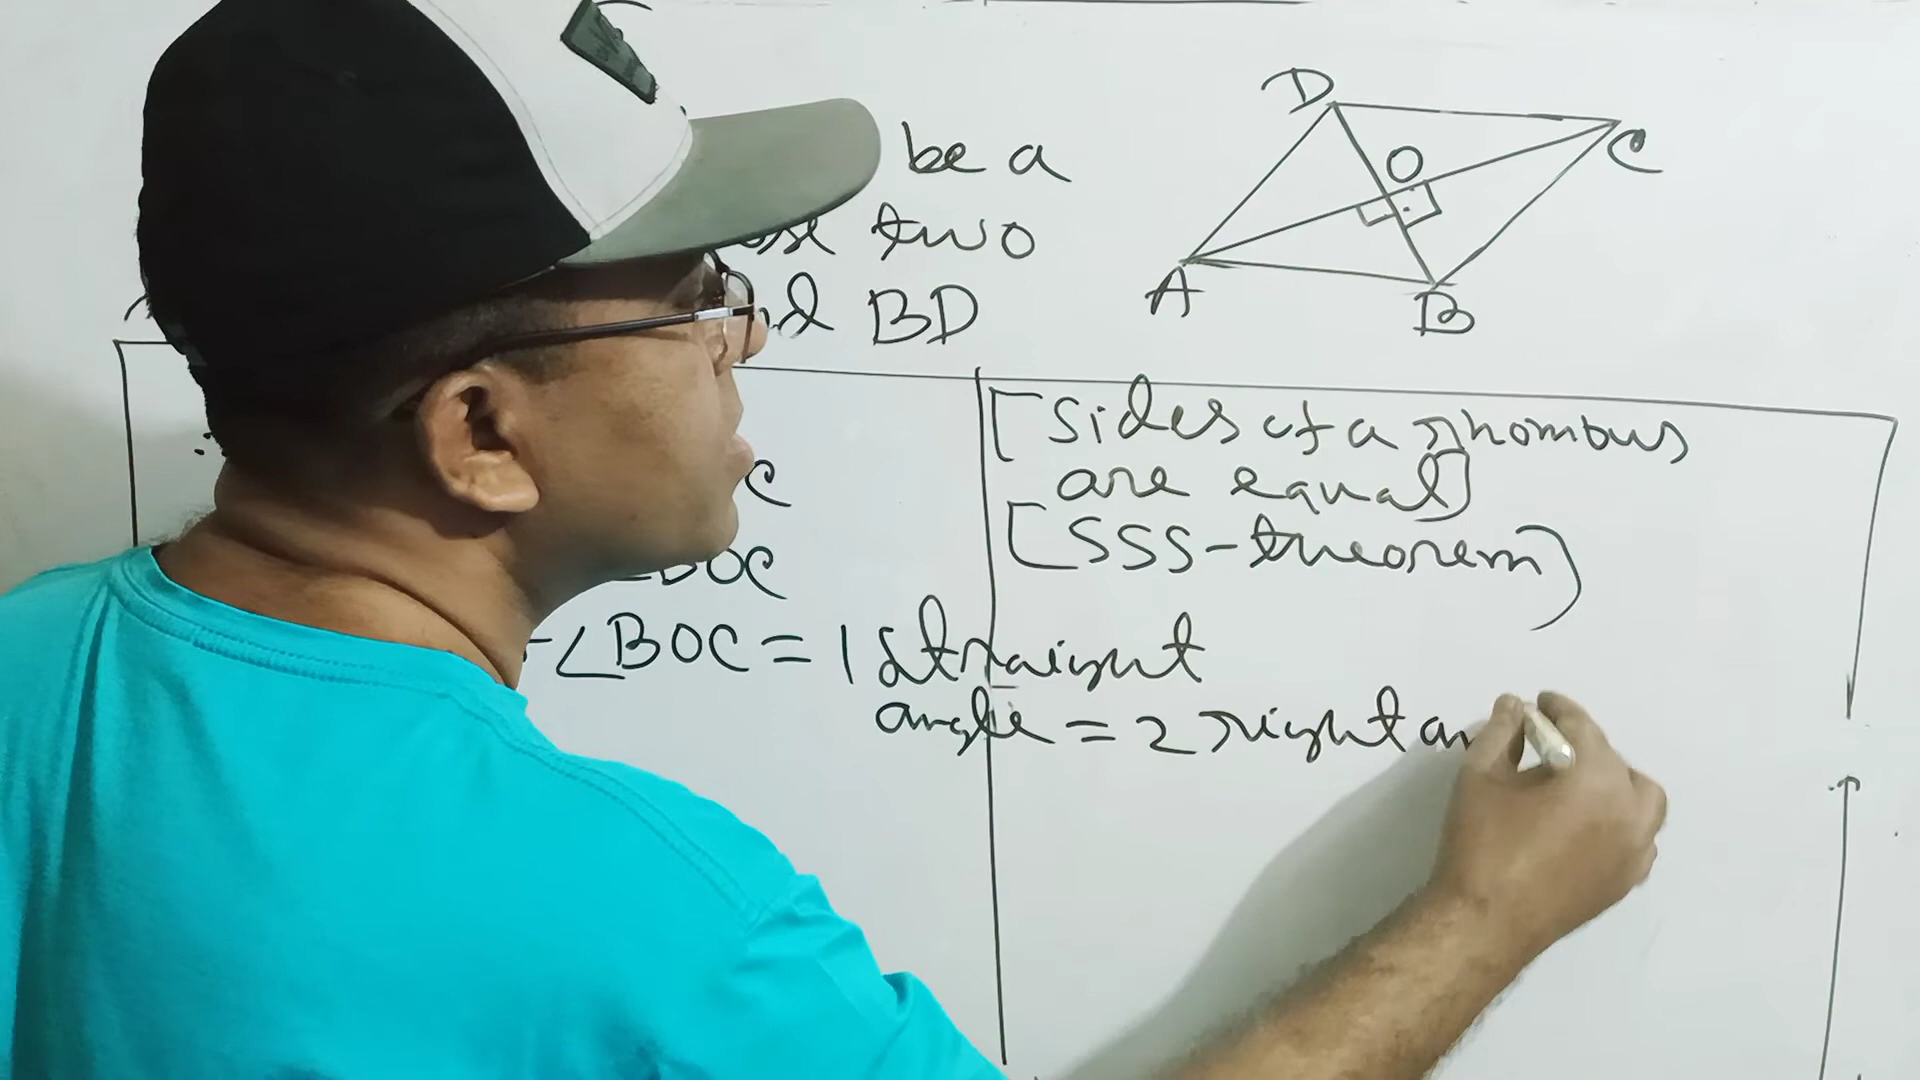 D
C
O
A
B
be a
two
BD
[Sides of a rhombus
are equal]
[SSS-theorem]
C
BOC
∠BOC = 1 straight
angle = 2 right an